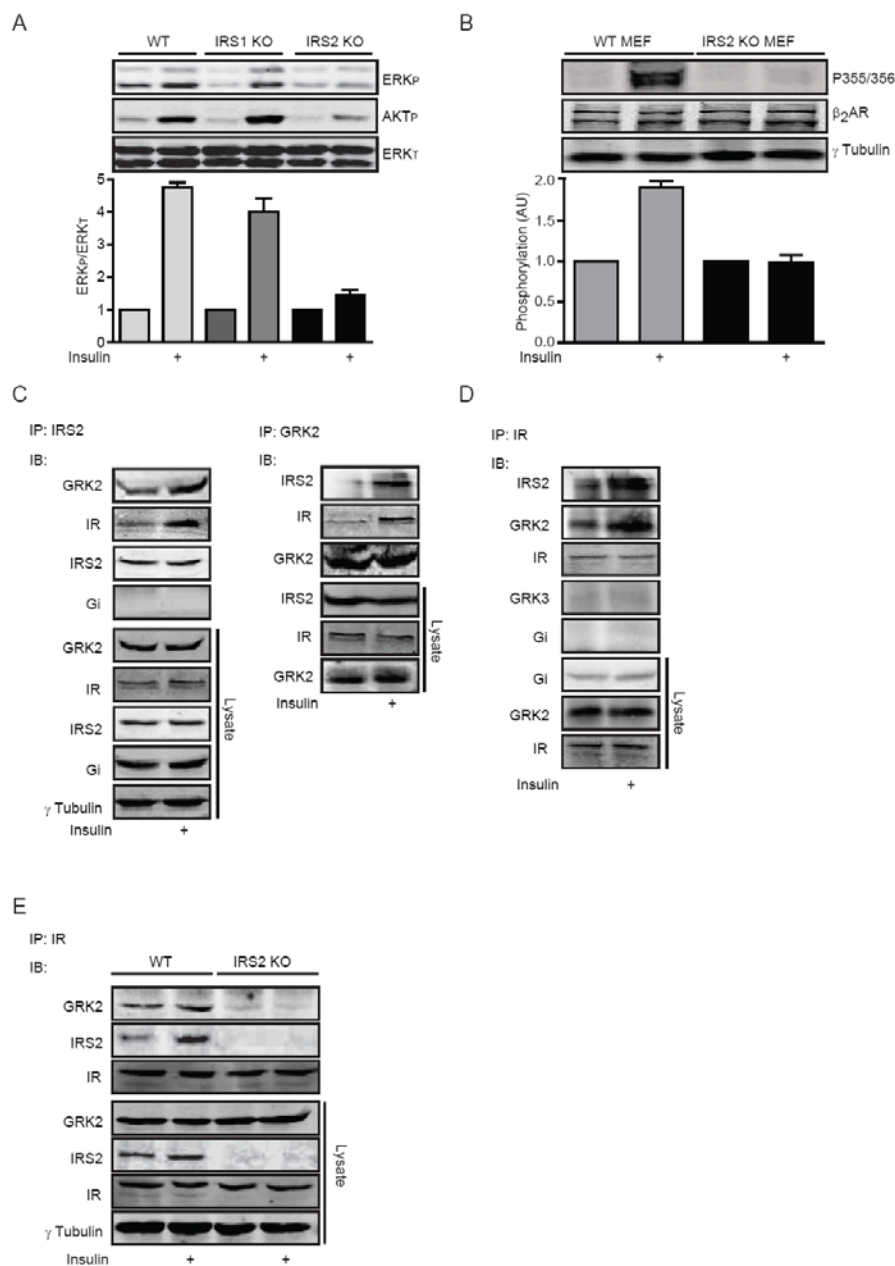 A
WT IRS1 KO IRS2 KO
ERKP
AKTP
ERKT
ERKP/ERKT
5
4
3
2
1
0
Insulin + + +
B
WT MEF IRS2 KO MEF
P355/356
β2AR
γ Tubulin
Phosphorylation (AU)
2.0
1.5
1.0
0.5
0.0
Insulin + +
C
IP: IRS2
IB:
GRK2
IR
IRS2
Gi
GRK2
IR
IRS2
Gi
γ Tubulin
Lysate
Insulin +
IP: GRK2
IB:
IRS2
IR
GRK2
IRS2
IR
GRK2
Lysate
Insulin +
D
IP: IR
IB:
IRS2
GRK2
IR
GRK3
Gi
Gi
GRK2
IR
Lysate
Insulin +
E
IP: IR
IB:
WT IRS2 KO
GRK2
IRS2
IR
GRK2
IRS2
IR
γ Tubulin
Lysate
Insulin + +